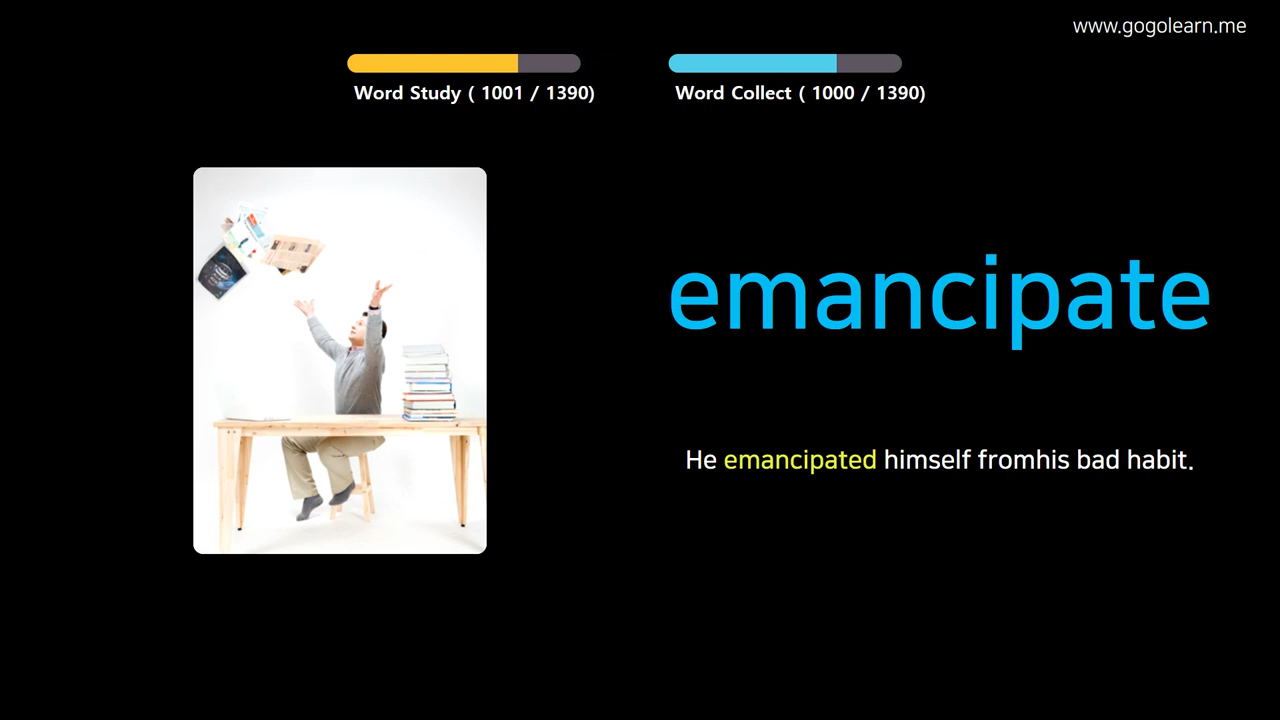 www.gogolearn.me
Word Study ( 1001 / 1390)
Word Collect ( 1000 / 1390)
emancipate
He emancipated himself fromhis bad habit.